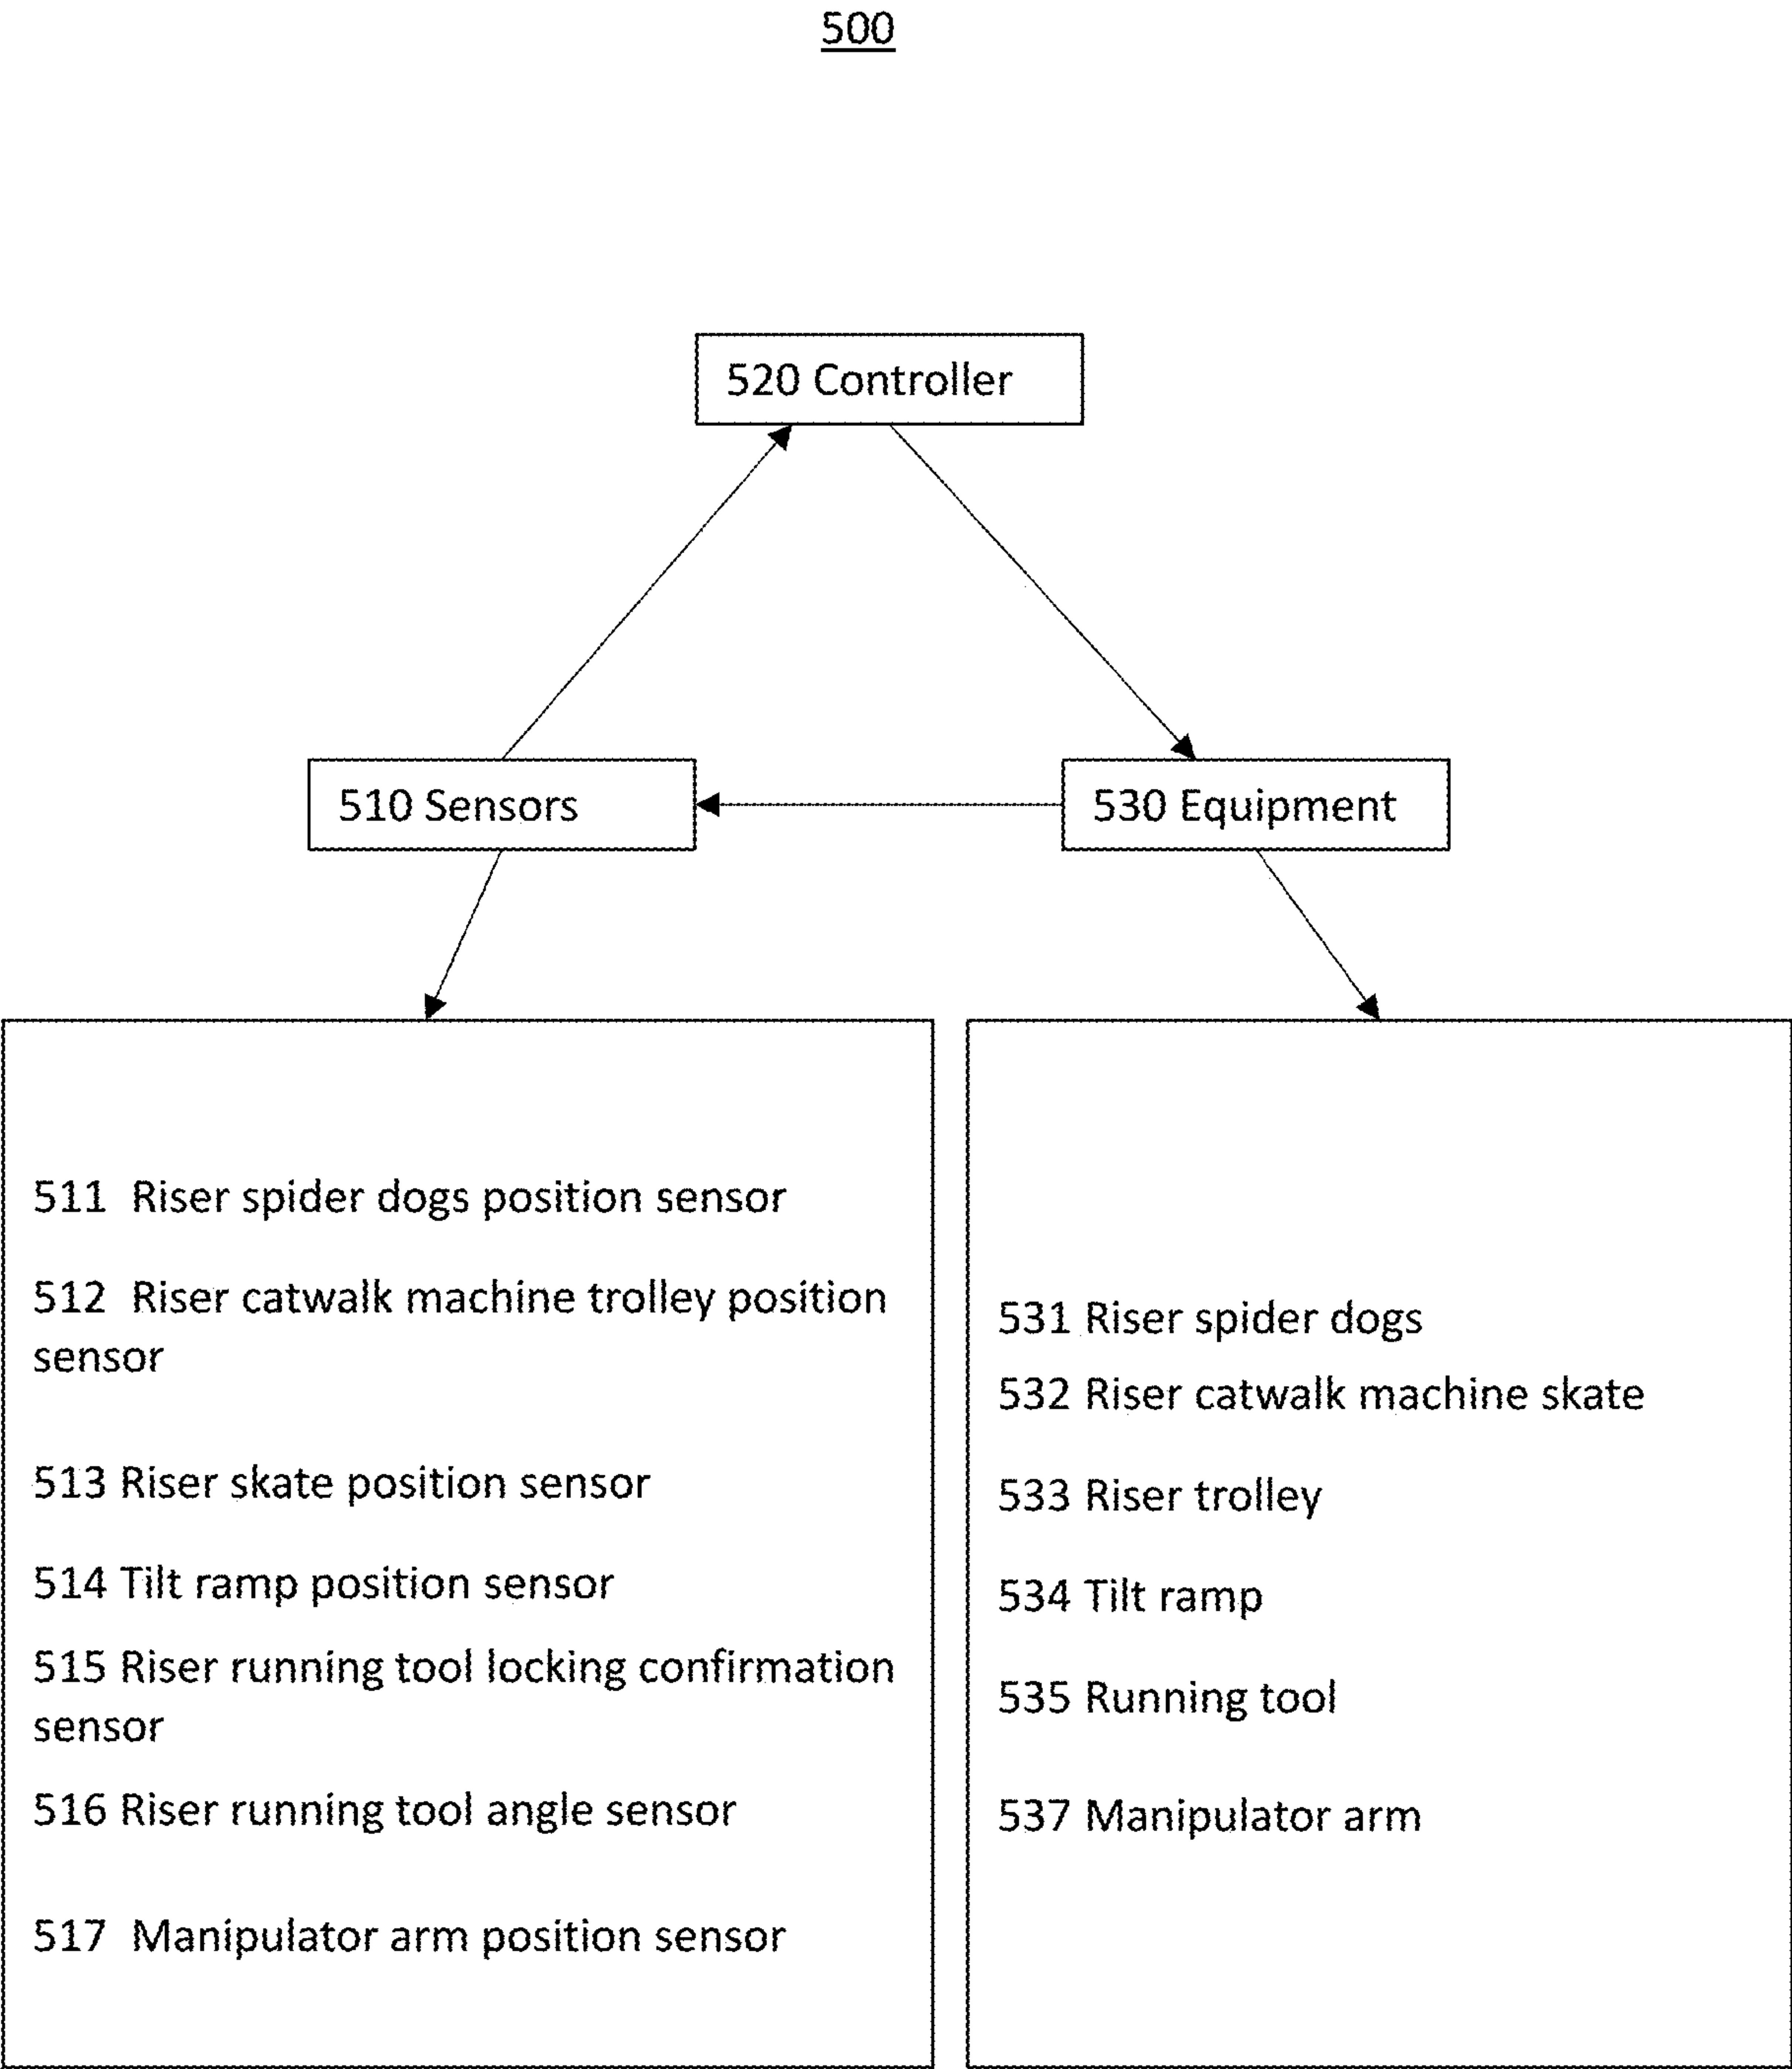 500
520 Controller
510 Sensors
530 Equipment
511 Riser spider dogs position sensor
512 Riser catwalk machine trolley position
sensor
513 Riser skate position sensor
514 Tilt ramp position sensor
515 Riser running tool locking confirmation
sensor
516 Riser running tool angle sensor
517 Manipulator arm position sensor
531 Riser spider dogs
532 Riser catwalk machine skate
533 Riser trolley
534 Tilt ramp
535 Running tool
537 Manipulator arm